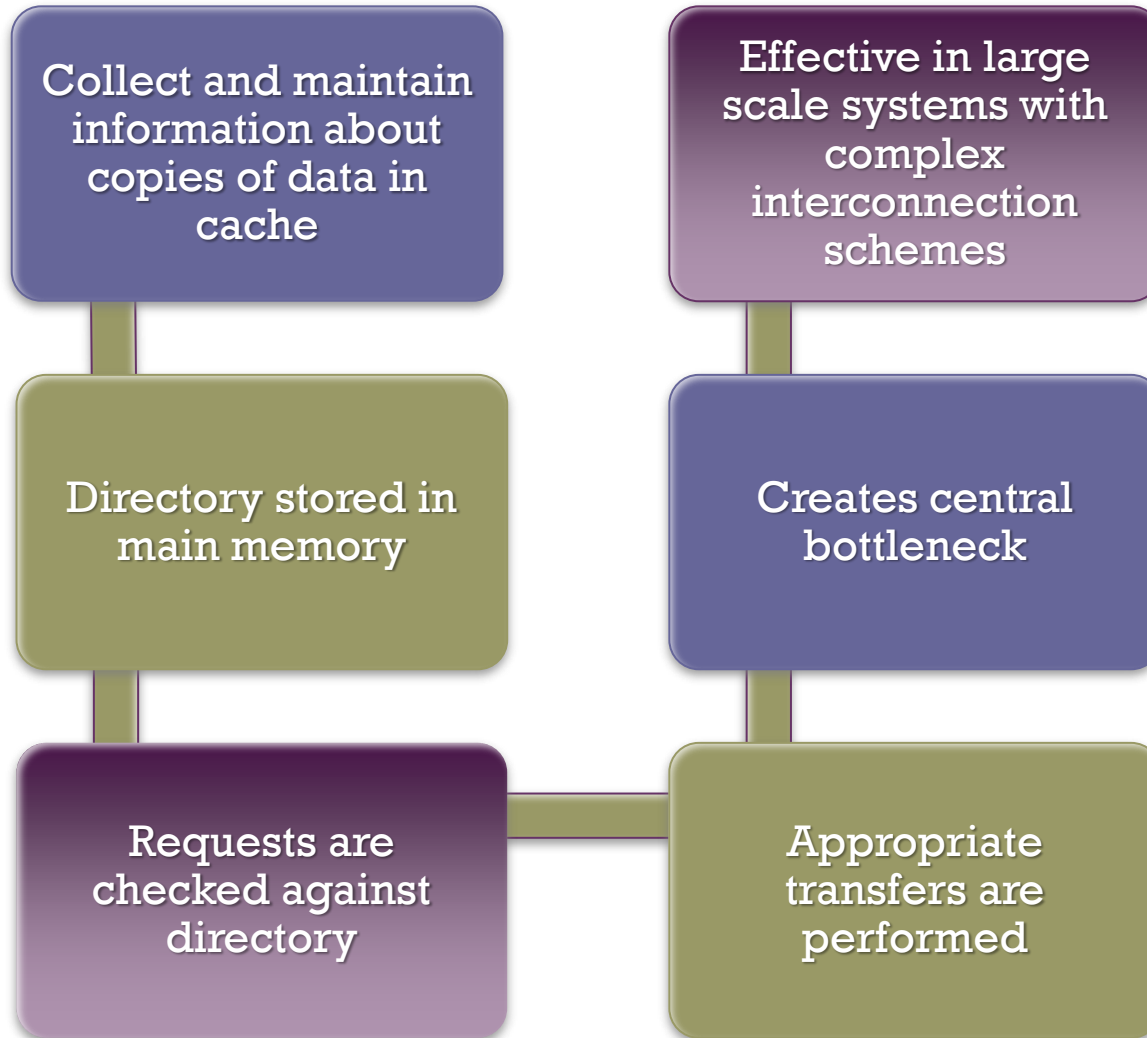 Collect and maintain
information about
copies of data in
cache
Directory stored in
main memory
Requests are
checked against
directory
Appropriate
transfers are
performed
Creates central
bottleneck
Effective in large
scale systems with
complex
interconnection
schemes